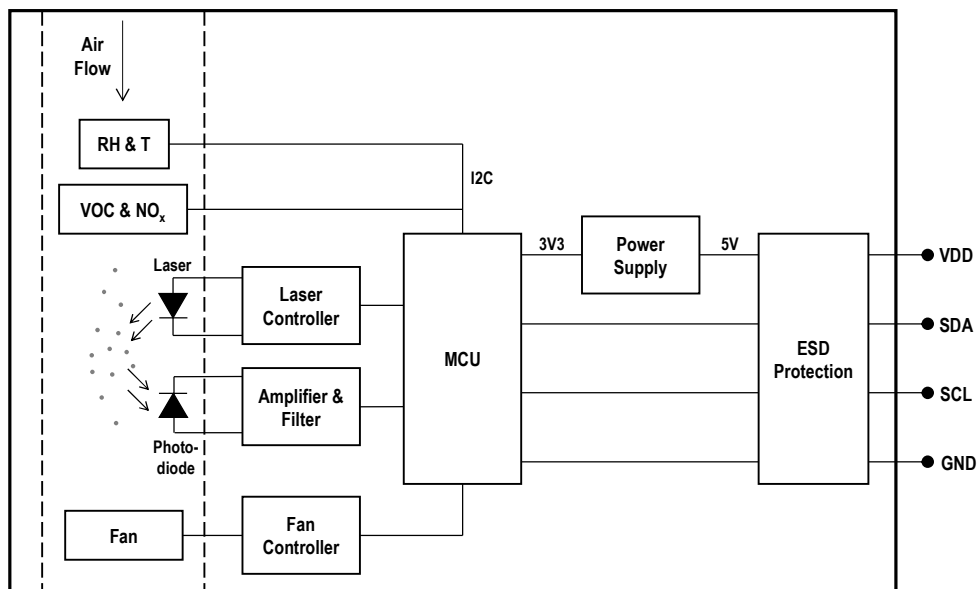 Air
Flow
RH & T
I2C
VOC & NOx
3V3
Power
Supply
5V
VDD
Laser
Laser
Controller
MCU
ESD
Protection
SDA
Amplifier &
Filter
SCL
Photo-
diode
GND
Fan
Fan
Controller